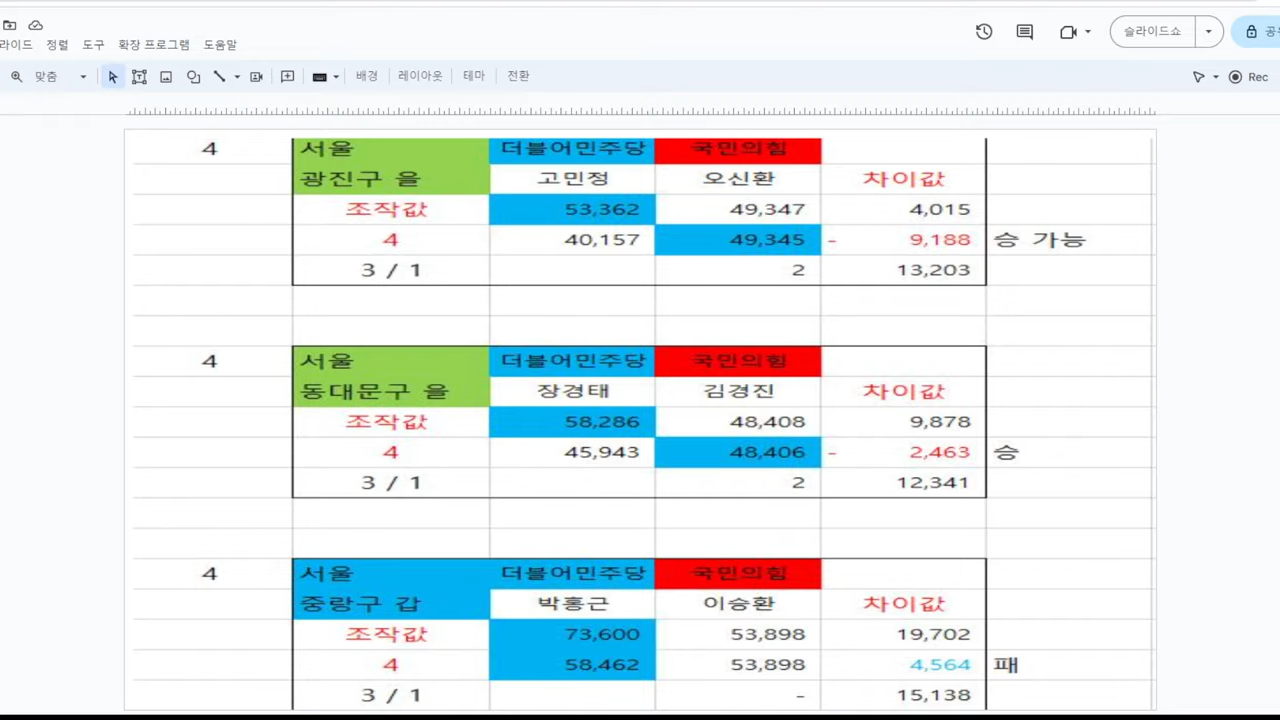 라이드 정렬 도구 확장 프로그램 도움말
슬라이드쇼
맞춤 배경 레이아웃 테마 전환 Rec
4 서울 더불어민주당 국민의힘
광진구 을 고민정 오신환 차이값
조작값 53,362 49,347 4,015
4 40,157 49,345 - 9,188 승 가능
3 / 1 2 13,203
4 서울 더불어민주당 국민의힘
동대문구 을 장경태 김경진 차이값
조작값 58,286 48,408 9,878
4 45,943 48,406 - 2,463 승
3 / 1 2 12,341
4 서울 더불어민주당 국민의힘
중랑구 갑 박홍근 이승환 차이값
조작값 73,600 53,898 19,702
4 58,462 53,898 4,564 패
3 / 1 - 15,138